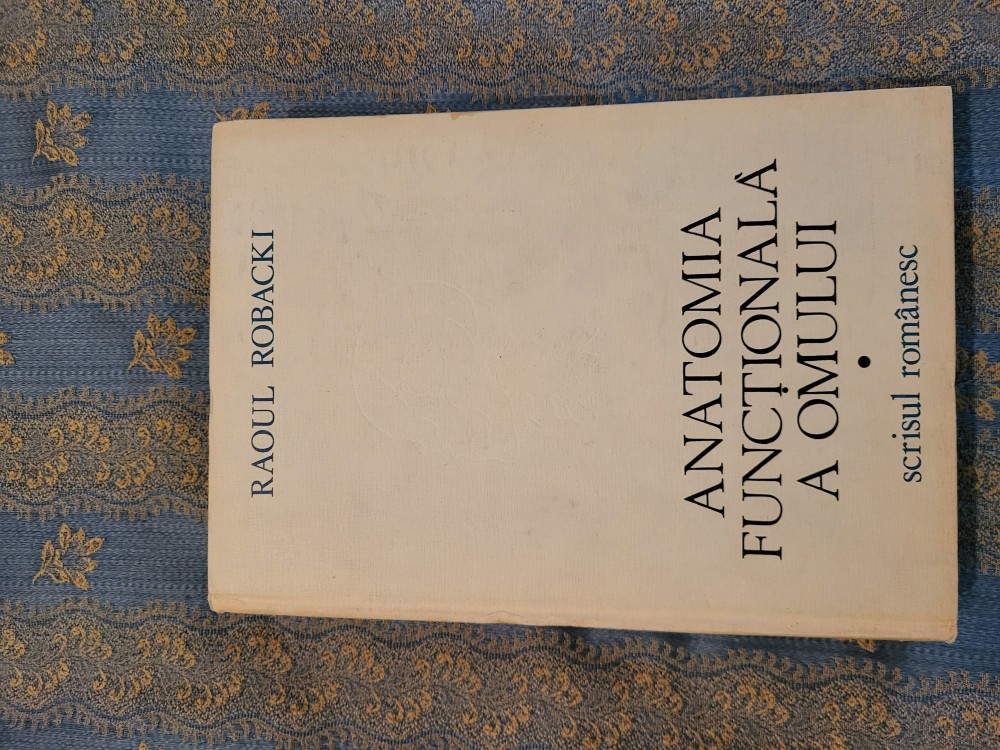 RAOUL ROBACKI
ANATOMIA
FUNCȚIONALĂ
A OMULUI
•
scrisul românesc